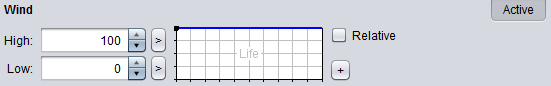 Wind Active
High: 100 > Relative
Life
Low: 0 > +